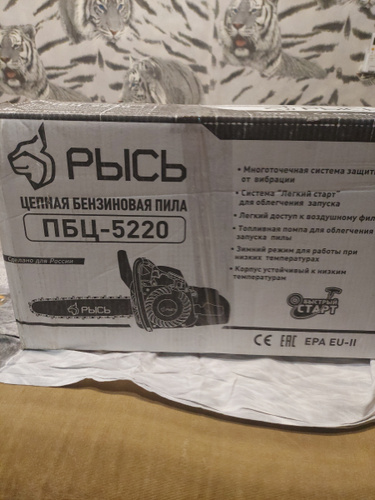 РЫСЬ
ЦЕПНАЯ БЕНЗИНОВАЯ ПИЛА
ПБЦ-5220
Сделано для России
РЫСЬ
• Многоточечная система защиты
от вибрации
• Система "Легкий старт"
для облегчения запуска
• Легкий доступ к воздушному
• Топливная помпа для облегчения
запуска пилы
• Зимний режим для работы при
низких температурах
• Корпус устойчивый к низким
температурам
БЫСТРЫЙ
СТАРТ
CE EAC EPA EU-II